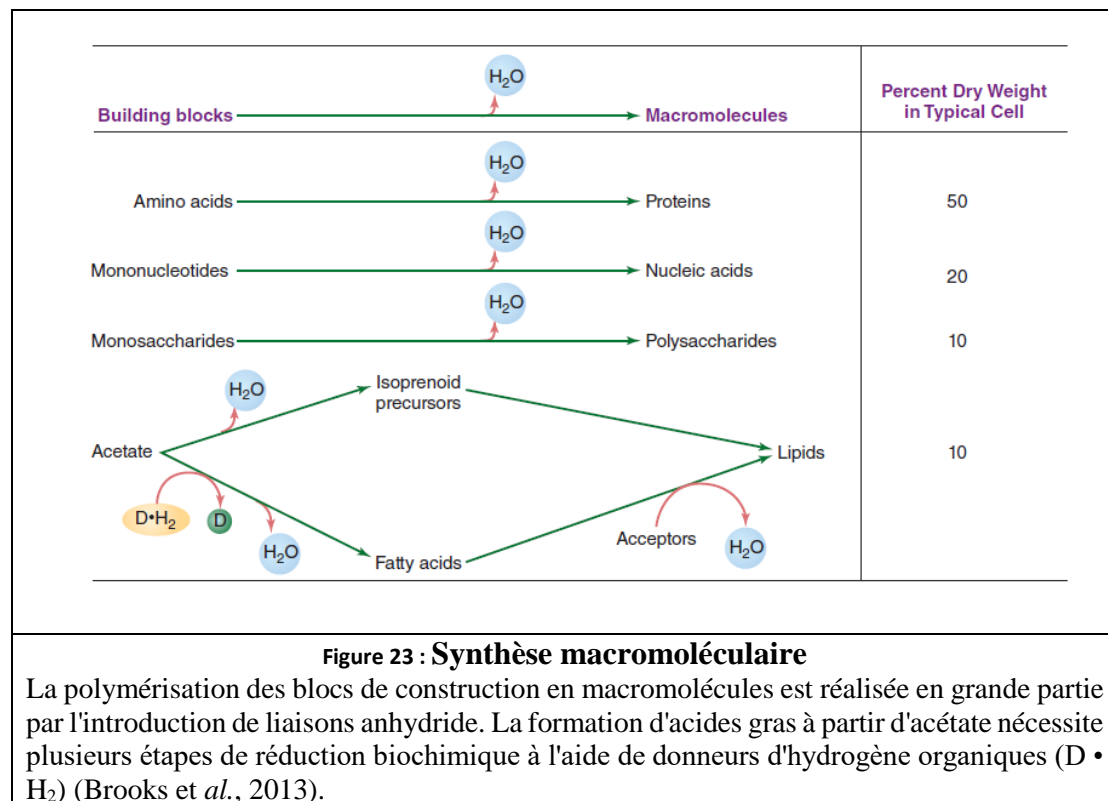 H₂O
Percent Dry Weight
in Typical Cell
Building blocks
Macromolecules
H₂O
Amino acids
Proteins
50
H₂O
Mononucleotides
Nucleic acids
20
H₂O
Monosaccharides
Polysaccharides
10
Isoprenoid
precursors
H₂O
Acetate
Lipids
10
D•H₂
D
H₂O
Acceptors
H₂O
Fatty acids
Figure 23 : Synthèse macromoléculaire
La polymérisation des blocs de construction en macromolécules est réalisée en grande partie
par l'introduction de liaisons anhydride. La formation d'acides gras à partir d'acétate nécessite
plusieurs étapes de réduction biochimique à l'aide de donneurs d'hydrogène organiques (D •
H₂) (Brooks et al., 2013).